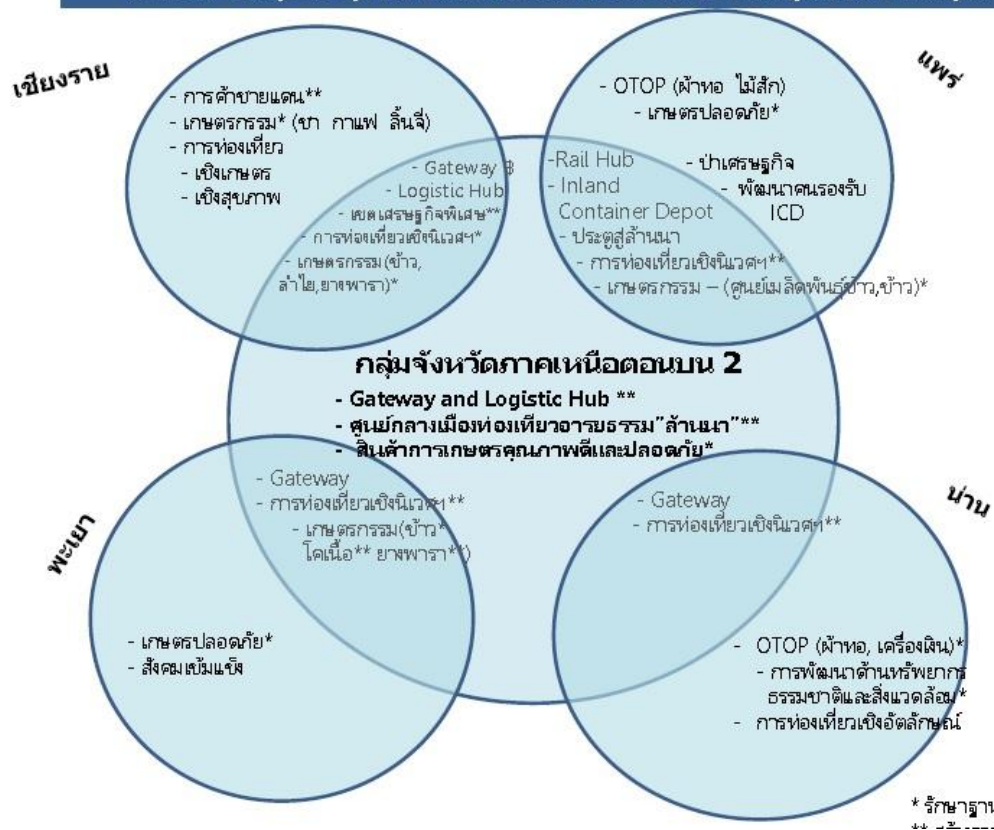 เชียงราย
- การค้าชายแดน**
- เกษตรกรรม* (ชา กาแฟ ลิ้นจี่)
- การท่องเที่ยว
- เชิงเกษตร
- เชิงสุขภาพ
- Gateway
- Logistic Hub
- เขตเศรษฐกิจพิเศษ**
- การท่องเที่ยวเชิงนิเวศฯ*
- เกษตรกรรม(ข้าว,
ลำไย,ยางพารา)*
แพร่
- OTOP (ผ้าทอ ไม้สัก)
- เกษตรปลอดภัย*
- ป่าเศรษฐกิจ
- พัฒนาคนรองรับ
ICD
-Rail Hub
- Inland
Container Depot
- ประตูสู่ล้านนา
- การท่องเที่ยวเชิงนิเวศฯ**
- เกษตรกรรม – (ศูนย์เมล็ดพันธุ์ข้าว,ข้าว)*
กลุ่มจังหวัดภาคเหนือตอนบน 2
- Gateway and Logistic Hub **
- ศูนย์กลางเมืองท่องเที่ยวอารยธรรม"ล้านนา"**
- สินค้าการเกษตรคุณภาพดีและปลอดภัย*
พะเยา
- Gateway
- การท่องเที่ยวเชิงนิเวศฯ**
- เกษตรกรรม(ข้าว*
โคเนื้อ** ยางพารา**)
- เกษตรปลอดภัย*
- สังคมเข้มแข็ง
น่าน
- Gateway
- การท่องเที่ยวเชิงนิเวศฯ**
- OTOP (ผ้าทอ, เครื่องเงิน)*
- การพัฒนาด้านทรัพยากร
ธรรมชาติและสิ่งแวดล้อม*
- การท่องเที่ยวเชิงอัตลักษณ์
* รักษาฐาน
**